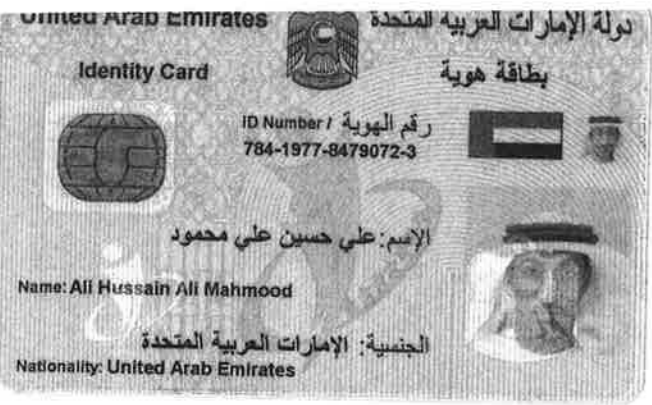 United Arab Emirates
دولة الإمارات العربية المتحدة
Identity Card
بطاقة هوية
ID Number / رقم الهوية
784-1977-8479072-3
الإسم: علي حسين علي محمود
Name: Ali Hussain Ali Mahmood
الجنسية: الإمارات العربية المتحدة
Nationality: United Arab Emirates